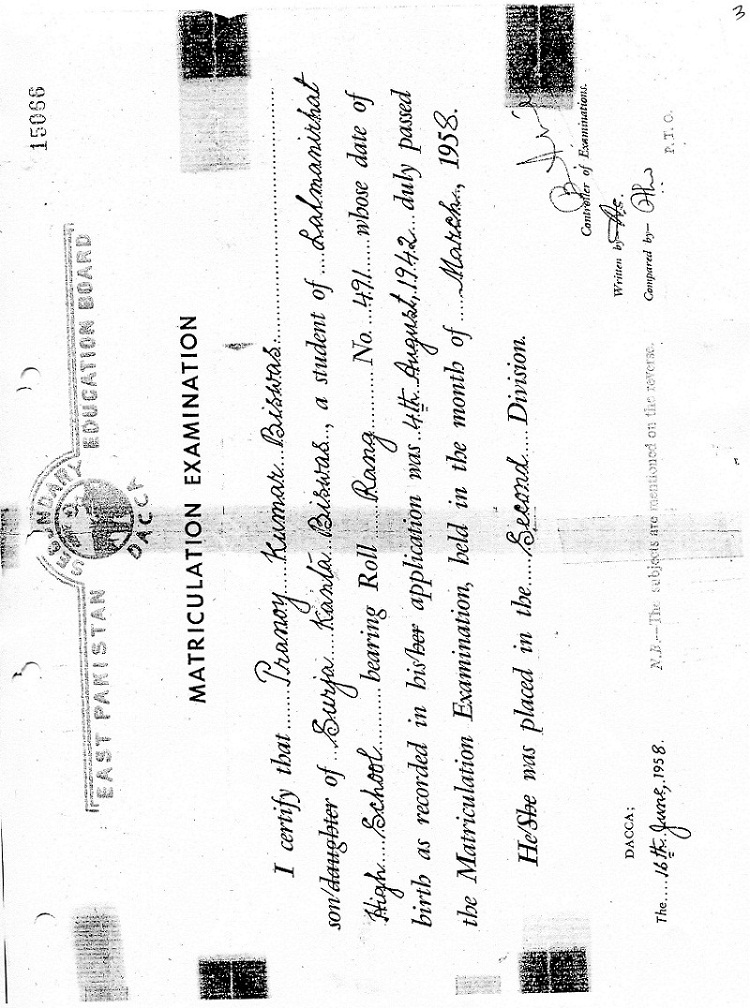 3
15066
EAST PAKISTAN SECONDARY EDUCATION BOARD
DACCA
MATRICULATION EXAMINATION
I certify that ..... Pranoy ..... Kumar ..... Biswas .....
son/daughter of ... Surja ... Kanta ... Biswas ..., a student of ... Lalmanirhat
High ..... School ..... bearing Roll ..... Rang ..... No. ... 491 ..... whose date of
birth as recorded in his/her application was ... 4th August, 1942 ... duly passed
the Matriculation Examination, held in the month of ..... March, 1958.
He/She was placed in the ..... Second ..... Division.
Controller of Examinations.
Written by-
DACCA;
Compared by-
The ..... 16th June, 1958.
N.B.—The subjects are mentioned on the reverse.
P.T.O.